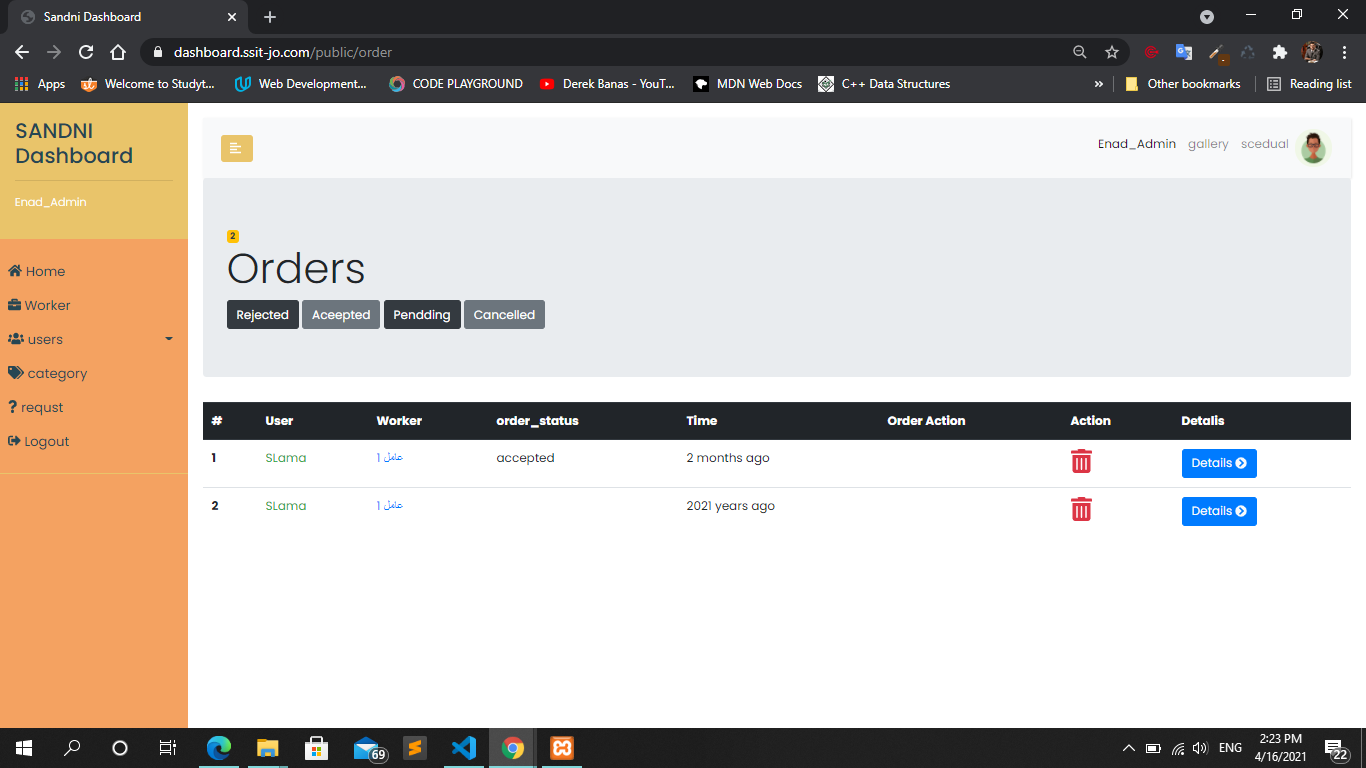 Sandni Dashboard
dashboard.ssit-jo.com/public/order
Apps
Welcome to Studyt...
Web Development...
CODE PLAYGROUND
Derek Banas - YouT...
MDN Web Docs
C++ Data Structures
»
Other bookmarks
Reading list
SANDNI
Dashboard
Enad_Admin
Home
Worker
users
category
? requst
Logout
Enad_Admin gallery scedual
2
Orders
Rejected Aceepted Pendding Cancelled
# User Worker order_status Time Order Action Action Detalis
1 SLama عامل 1 accepted 2 months ago Details
2 SLama عامل 1 2021 years ago Details
69
ENG
2:23 PM
4/16/2021
22